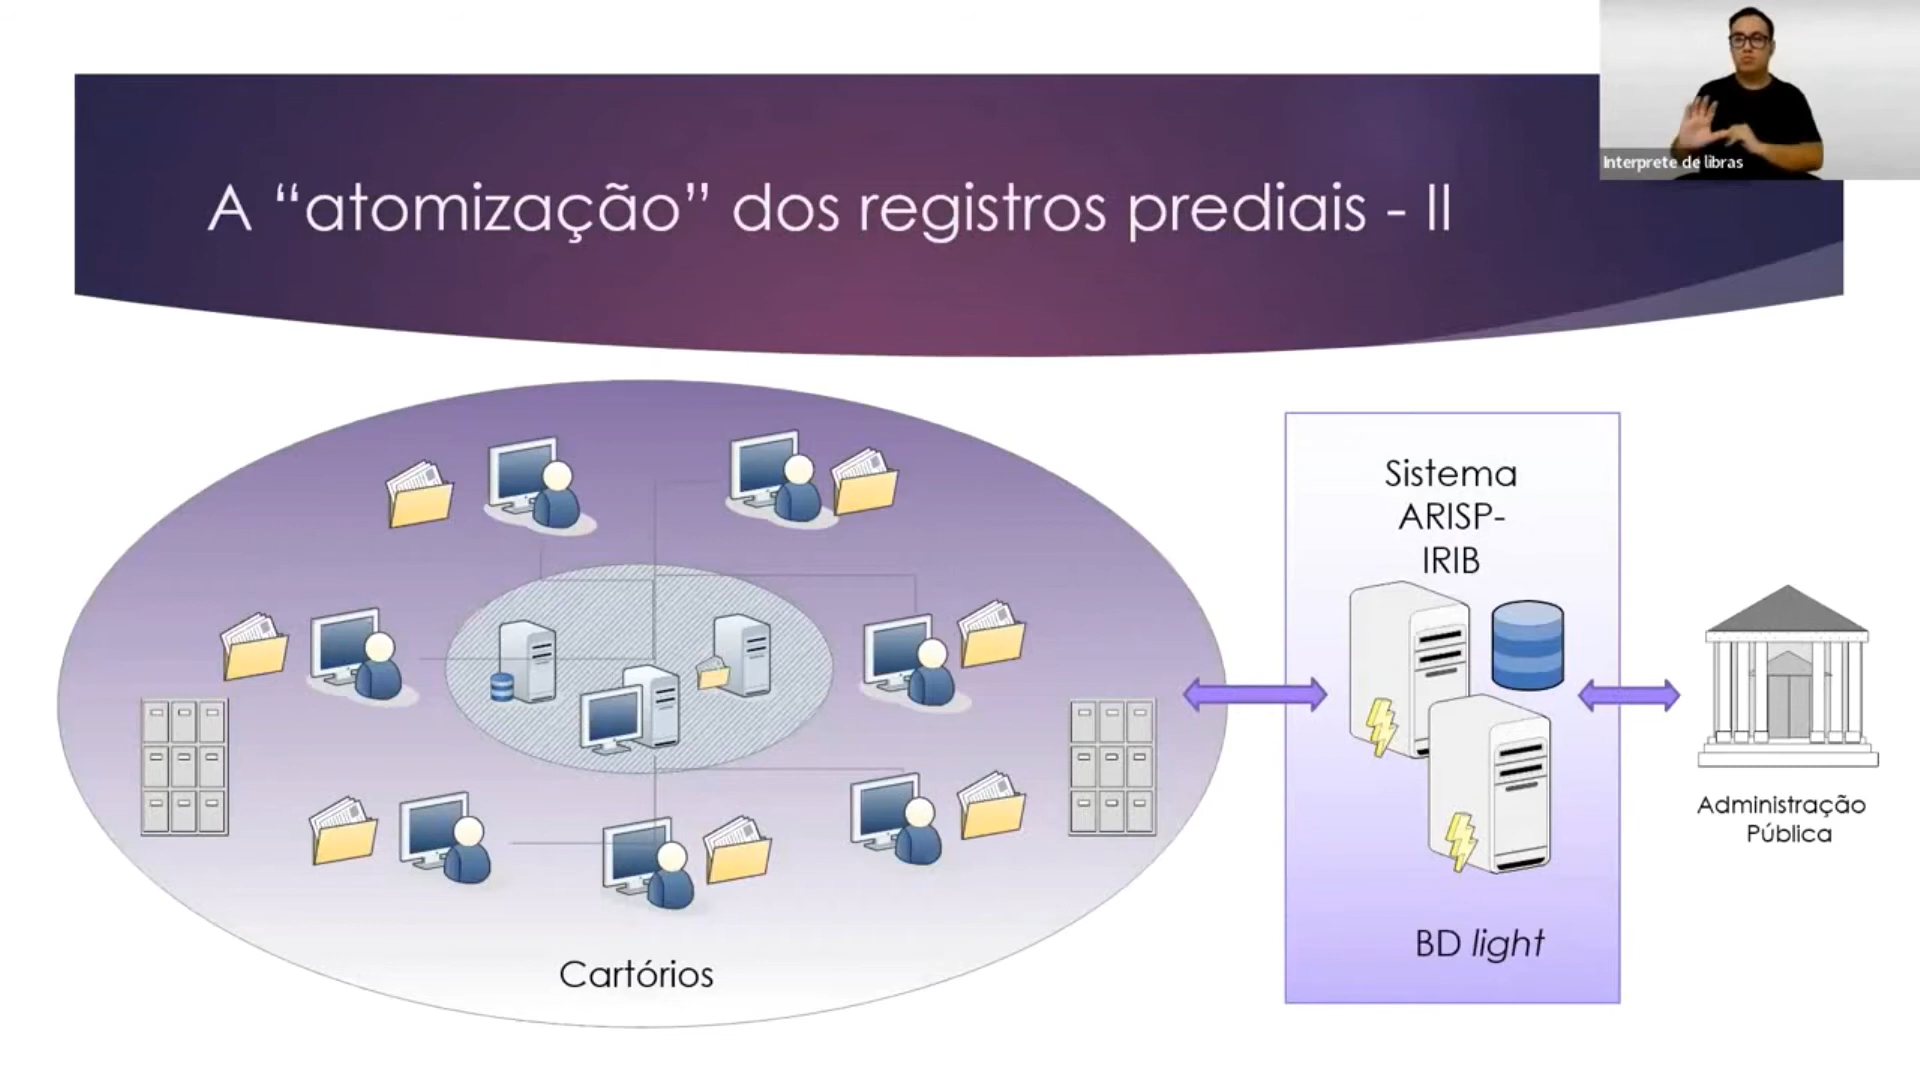 Interprete de libras
A “atomização” dos registros prediais - II
Sistema
ARISP-
IRIB
BD light
Cartórios
Administração
Pública